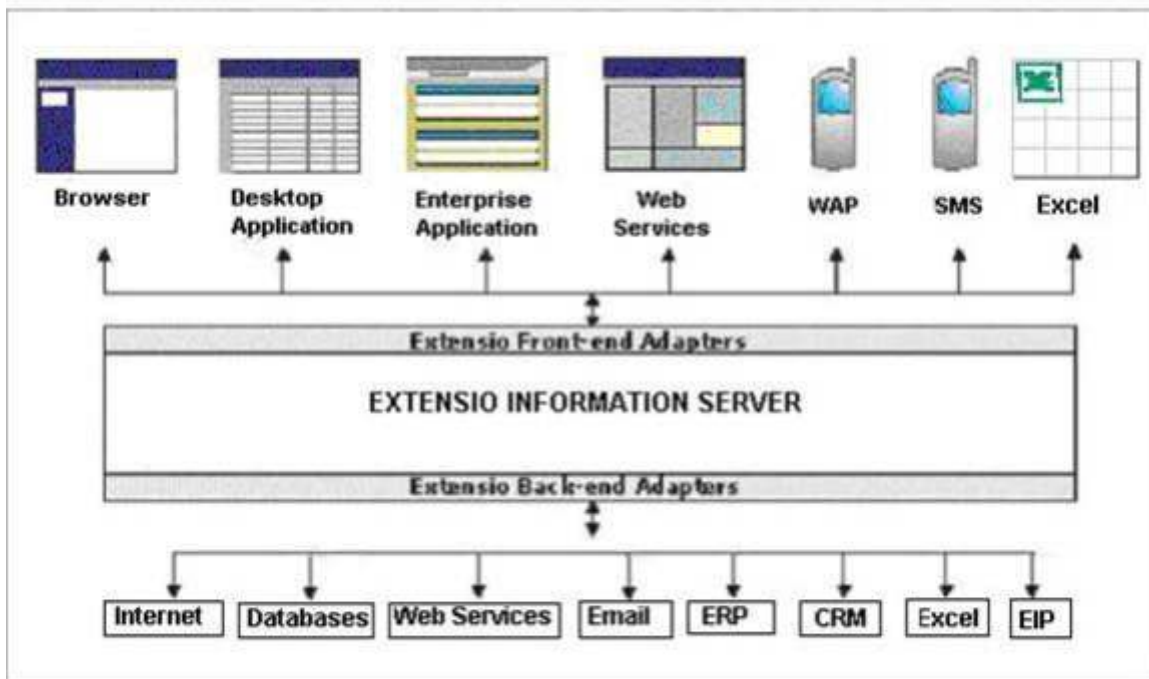 Browser
Desktop
Application
Enterprise
Application
Web
Services
WAP
SMS
Excel
Extensio Front-end Adapters
EXTENSIO INFORMATION SERVER
Extensio Back-end Adapters
Internet
Databases
Web Services
Email
ERP
CRM
Excel
EIP